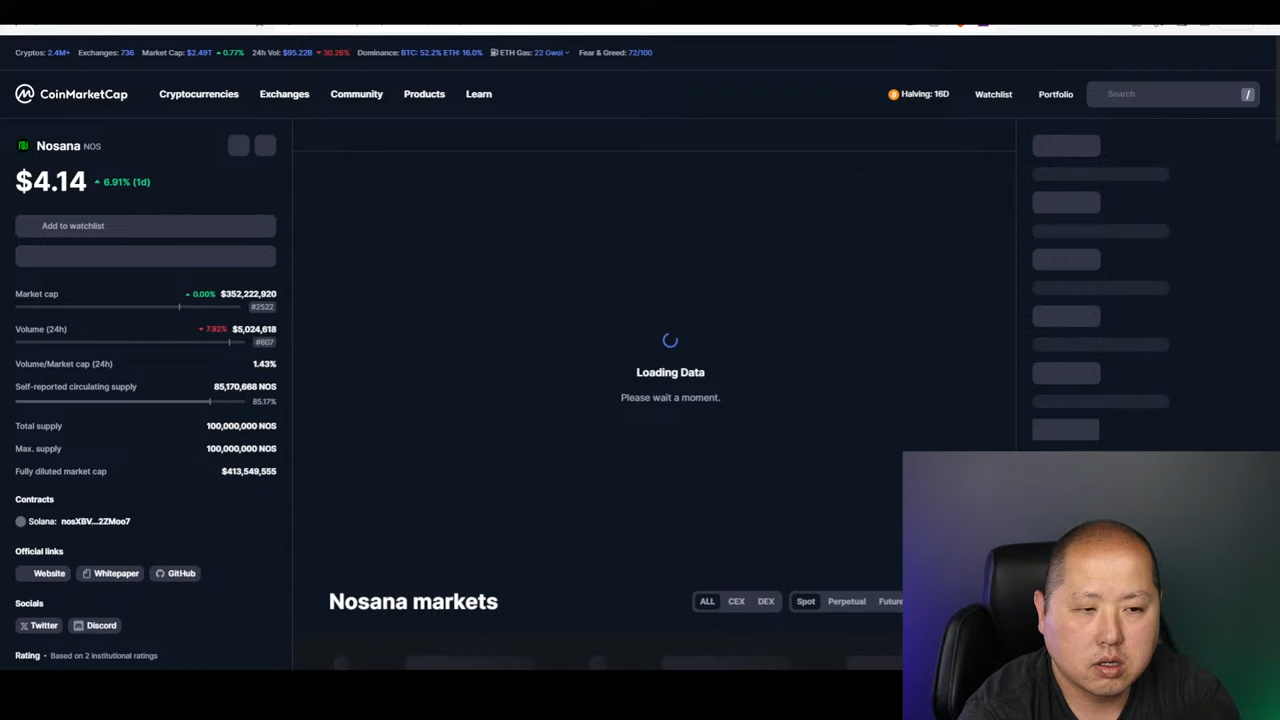 Cryptos: 2.4M+ Exchanges: 736 Market Cap: $2.49T 0.77% 24h Vol: $95.22B 30.26% Dominance: BTC: 52.2% ETH: 16.0% ETH Gas: 22 Gwei Fear & Greed: 72/100
CoinMarketCap Cryptocurrencies Exchanges Community Products Learn Halving: 16D Watchlist Portfolio Search /
Nosana NOS
$4.14 6.91% (1d)
Add to watchlist
Market cap 0.00% $352,222,920
#2522
Volume (24h) 7.92% $5,024,618
#607
Volume/Market cap (24h) 1.43%
Self-reported circulating supply 85,170,668 NOS
85.17%
Total supply 100,000,000 NOS
Max. supply 100,000,000 NOS
Fully diluted market cap $413,549,555
Contracts
Solana: nosXBV...2ZMoo7
Official links
Website Whitepaper GitHub
Socials
Twitter Discord
Rating · Based on 2 institutional ratings
Loading Data
Please wait a moment.
Nosana markets ALL CEX DEX Spot Perpetual Future